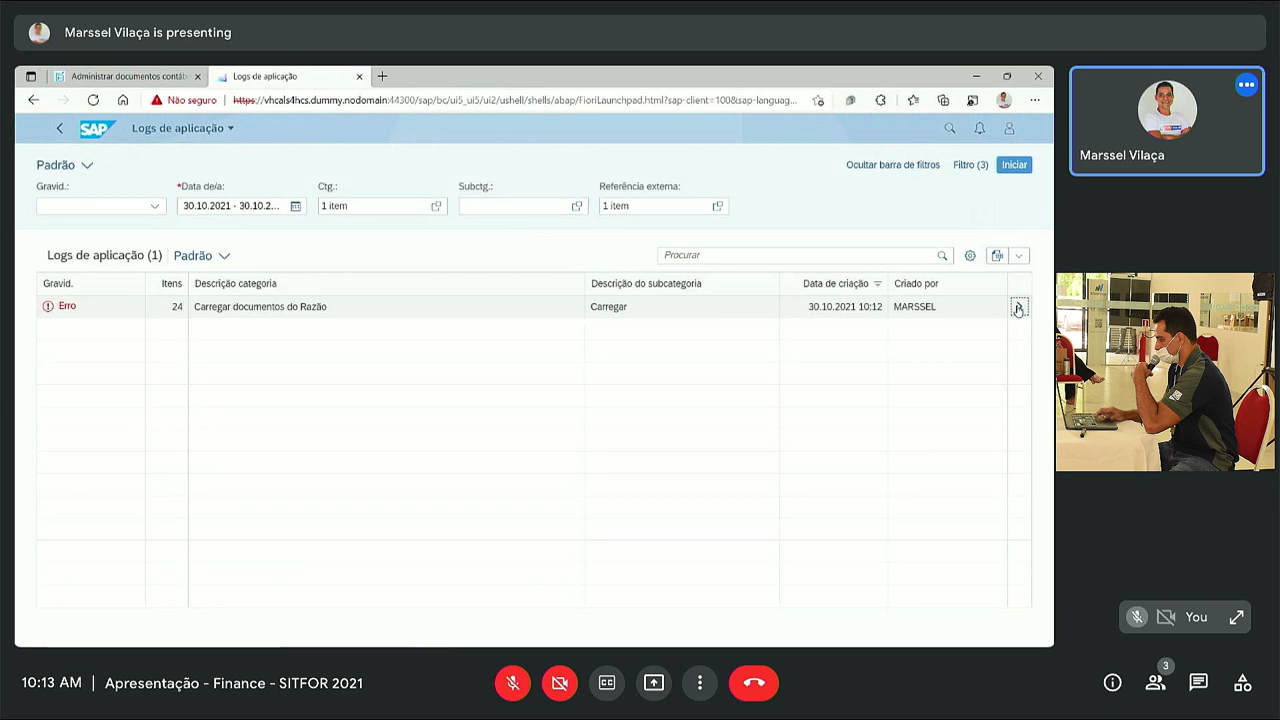 Marssel Vilaça is presenting
Administrar documentos contáb
Logs de aplicação
Não seguro
https://vhcals4hcs.dummy.nodomain:44300/sap/bc/ui5_ui5/ui2/ushell/shells/abap/FioriLaunchpad.html?sap-client=100&sap-languag...
SAP
Logs de aplicação
Padrão
Ocultar barra de filtros
Filtro (3)
Iniciar
Gravid.:
*Data de/a:
Ctg.:
Subctg.:
Referência externa:
30.10.2021 - 30.10.2...
1 item
1 item
Logs de aplicação (1)
Padrão
Procurar
Gravid.
Itens
Descrição categoria
Descrição do subcategoria
Data de criação
Criado por
Erro
24
Carregar documentos do Razão
Carregar
30.10.2021 10:12
MARSSEL
Marssel Vilaça
You
10:13 AM | Apresentação - Finance - SITFOR 2021
3